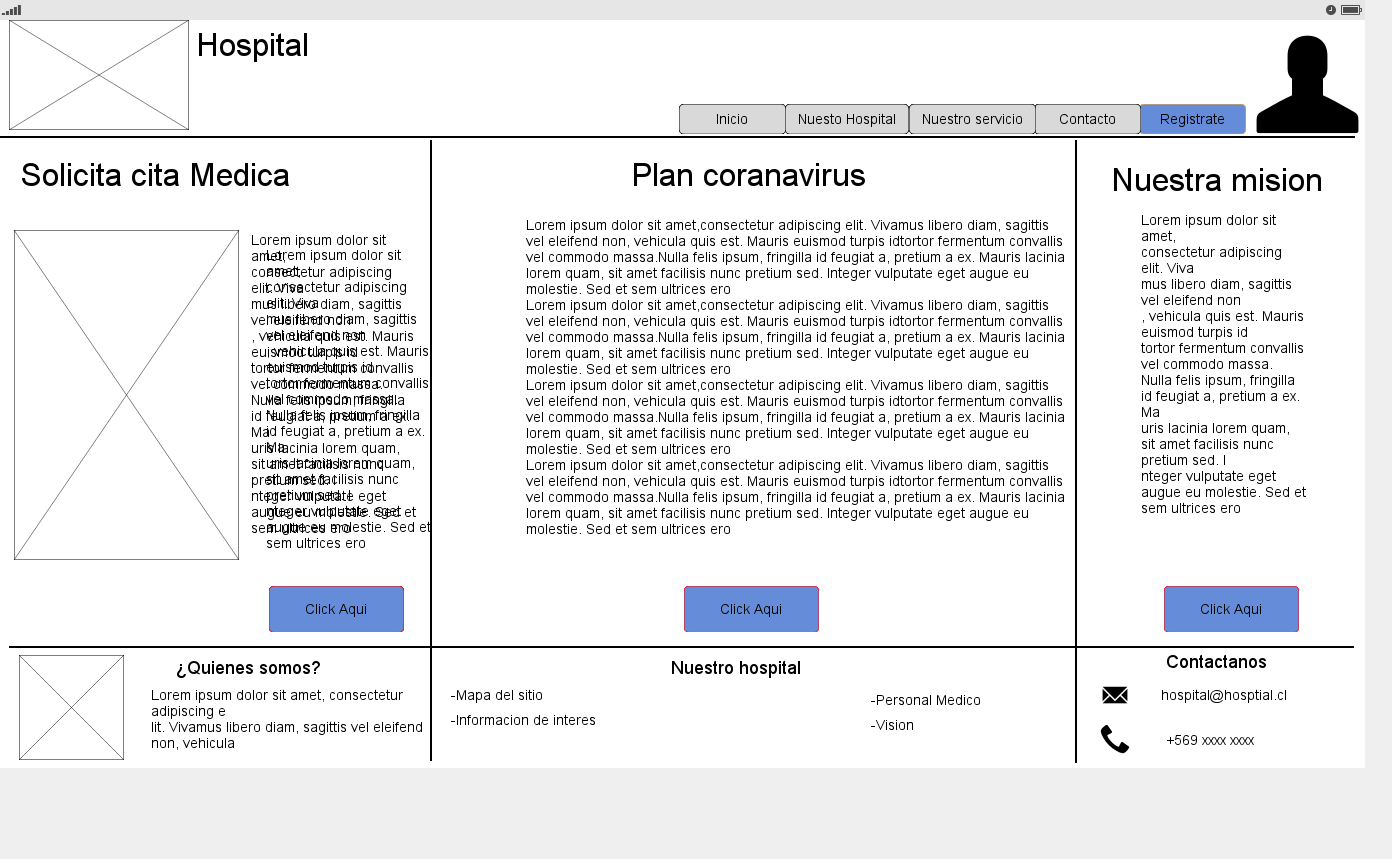 Hospital
Inicio
Nuesto Hospital
Nuestro servicio
Contacto
Registrate
Solicita cita Medica
Lorem ipsum dolor sit
amet,
consectetur adipiscing
elit. Viva
mus libero diam, sagittis
vel eleifend non
, vehicula quis est. Mauris
euismod turpis id
tortor fermentum convallis
vel commodo massa.
Nulla felis ipsum, fringilla
id feugiat a, pretium a ex.
Ma
uris lacinia lorem quam,
sit amet facilisis nunc
pretium sed. I
nteger vulputate eget
augue eu molestie. Sed et
sem ultrices ero
Lorem ipsum dolor sit
amet,
consectetur adipiscing
elit. Viva
mus libero diam, sagittis
vel eleifend non
, vehicula quis est. Mauris
euismod turpis id
tortor fermentum convallis
vel commodo massa.
Nulla felis ipsum, fringilla
id feugiat a, pretium a ex.
Ma
uris lacinia lorem quam,
sit amet facilisis nunc
pretium sed. I
nteger vulputate eget
augue eu molestie. Sed et
sem ultrices ero
Click Aqui
Plan coranavirus
Lorem ipsum dolor sit amet,consectetur adipiscing elit. Vivamus libero diam, sagittis
vel eleifend non, vehicula quis est. Mauris euismod turpis idtortor fermentum convallis
vel commodo massa.Nulla felis ipsum, fringilla id feugiat a, pretium a ex. Mauris lacinia
lorem quam, sit amet facilisis nunc pretium sed. Integer vulputate eget augue eu
molestie. Sed et sem ultrices ero
Lorem ipsum dolor sit amet,consectetur adipiscing elit. Vivamus libero diam, sagittis
vel eleifend non, vehicula quis est. Mauris euismod turpis idtortor fermentum convallis
vel commodo massa.Nulla felis ipsum, fringilla id feugiat a, pretium a ex. Mauris lacinia
lorem quam, sit amet facilisis nunc pretium sed. Integer vulputate eget augue eu
molestie. Sed et sem ultrices ero
Lorem ipsum dolor sit amet,consectetur adipiscing elit. Vivamus libero diam, sagittis
vel eleifend non, vehicula quis est. Mauris euismod turpis idtortor fermentum convallis
vel commodo massa.Nulla felis ipsum, fringilla id feugiat a, pretium a ex. Mauris lacinia
lorem quam, sit amet facilisis nunc pretium sed. Integer vulputate eget augue eu
molestie. Sed et sem ultrices ero
Lorem ipsum dolor sit amet,consectetur adipiscing elit. Vivamus libero diam, sagittis
vel eleifend non, vehicula quis est. Mauris euismod turpis idtortor fermentum convallis
vel commodo massa.Nulla felis ipsum, fringilla id feugiat a, pretium a ex. Mauris lacinia
lorem quam, sit amet facilisis nunc pretium sed. Integer vulputate eget augue eu
molestie. Sed et sem ultrices ero
Click Aqui
Nuestra mision
Lorem ipsum dolor sit
amet,
consectetur adipiscing
elit. Viva
mus libero diam, sagittis
vel eleifend non
, vehicula quis est. Mauris
euismod turpis id
tortor fermentum convallis
vel commodo massa.
Nulla felis ipsum, fringilla
id feugiat a, pretium a ex.
Ma
uris lacinia lorem quam,
sit amet facilisis nunc
pretium sed. I
nteger vulputate eget
augue eu molestie. Sed et
sem ultrices ero
Click Aqui
¿Quienes somos?
Lorem ipsum dolor sit amet, consectetur
adipiscing e
lit. Vivamus libero diam, sagittis vel eleifend
non, vehicula
Nuestro hospital
-Mapa del sitio
-Informacion de interes
-Personal Medico
-Vision
Contactanos
hospital@hosptial.cl
+569 xxxx xxxx